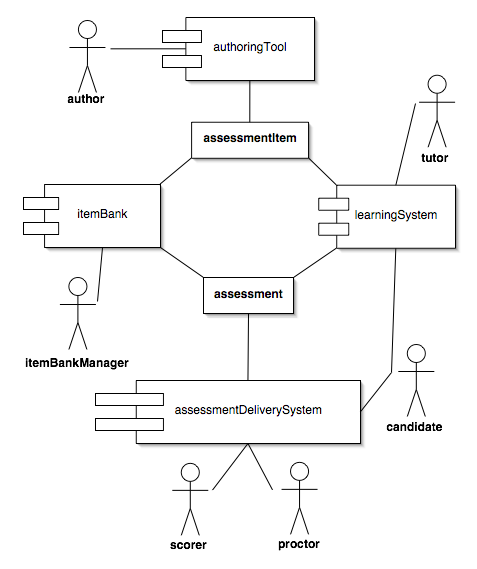 authoringTool
author
assessmentItem
tutor
itemBank
learningSystem
assessment
itemBankManager
assessmentDeliverySystem
candidate
scorer
proctor